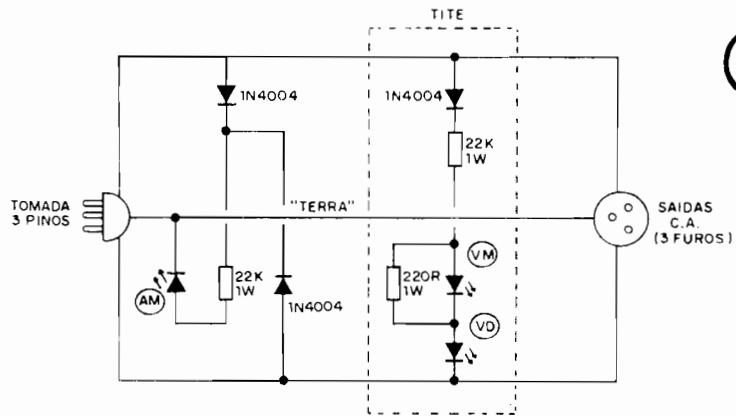 TITE
1N4004
1N4004
22K
1W
TOMADA
3 PINOS
"TERRA"
SAIDAS
C.A.
(3 FUROS)
AM
22K
1W
1N4004
220R
1W
VM
VD